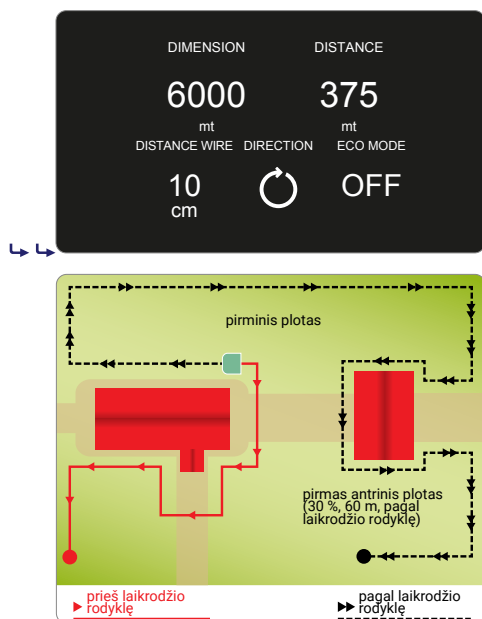 DIMENSION DISTANCE
6000 375
mt mt
DISTANCE WIRE DIRECTION ECO MODE
10 OFF
cm
pirminis plotas
pirmas antrinis plotas
(30 %, 60 m, pagal
laikrodžio rodyklę)
prieš laikrodžio
rodyklę
pagal laikrodžio
rodyklę